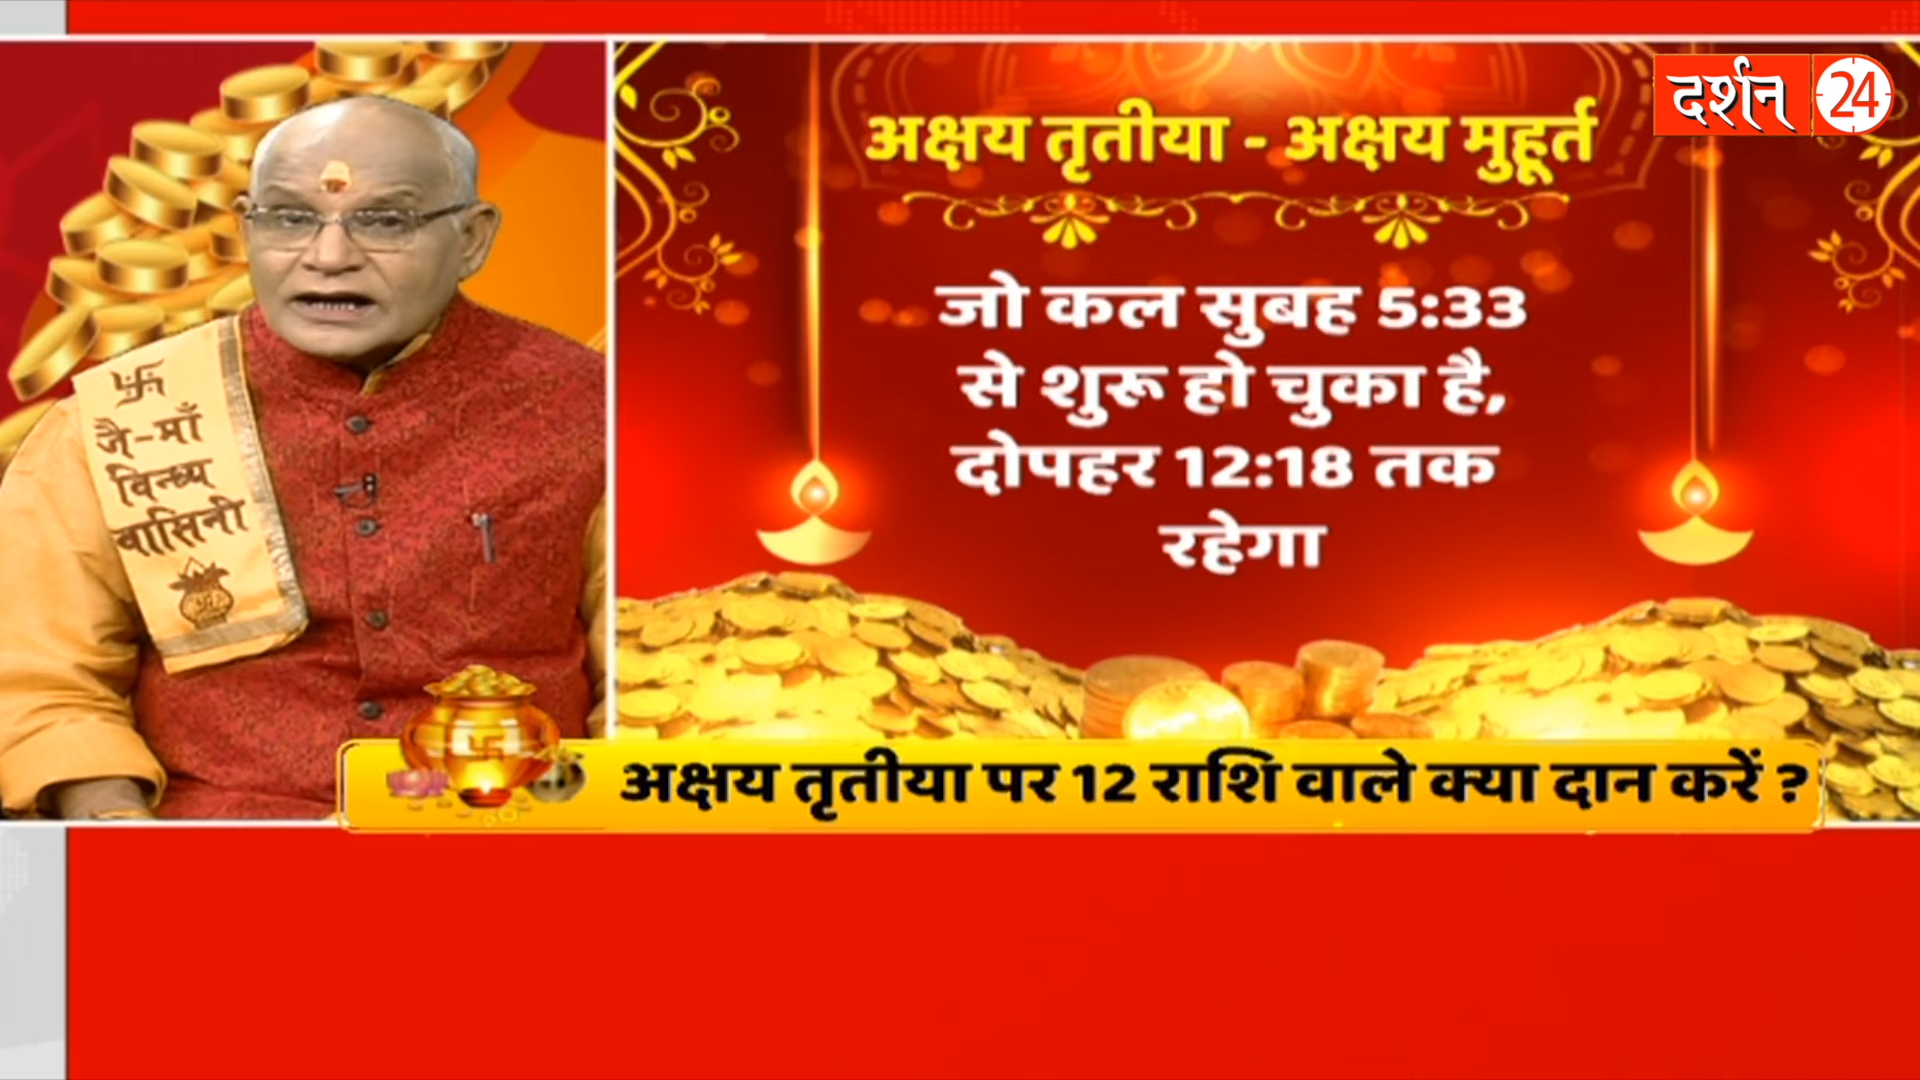 दर्शन 24
अक्षय तृतीया - अक्षय मुहूर्त
जो कल सुबह 5:33
से शुरू हो चुका है,
दोपहर 12:18 तक
रहेगा
जै-माँ
विन्ध्य
वासिनी
अक्षय तृतीया पर 12 राशि वाले क्या दान करें ?